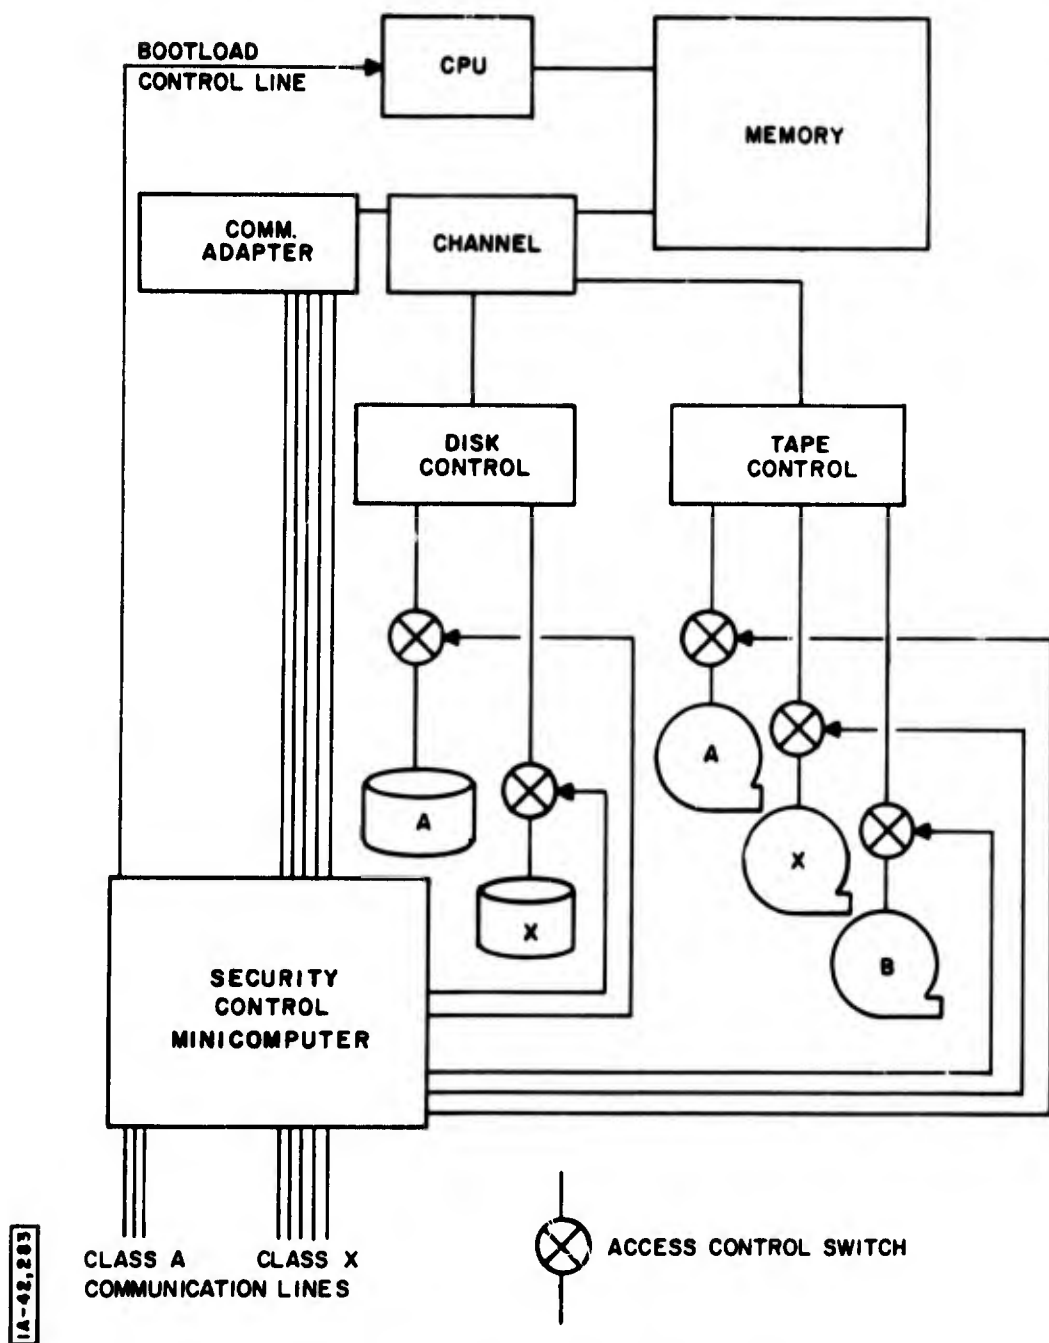 BOOTLOAD
CONTROL LINE
CPU
MEMORY
COMM.
ADAPTER
CHANNEL
DISK
CONTROL
TAPE
CONTROL
A
X
A
X
B
SECURITY
CONTROL
MINICOMPUTER
CLASS A
CLASS X
COMMUNICATION LINES
ACCESS CONTROL SWITCH
IA-42,283